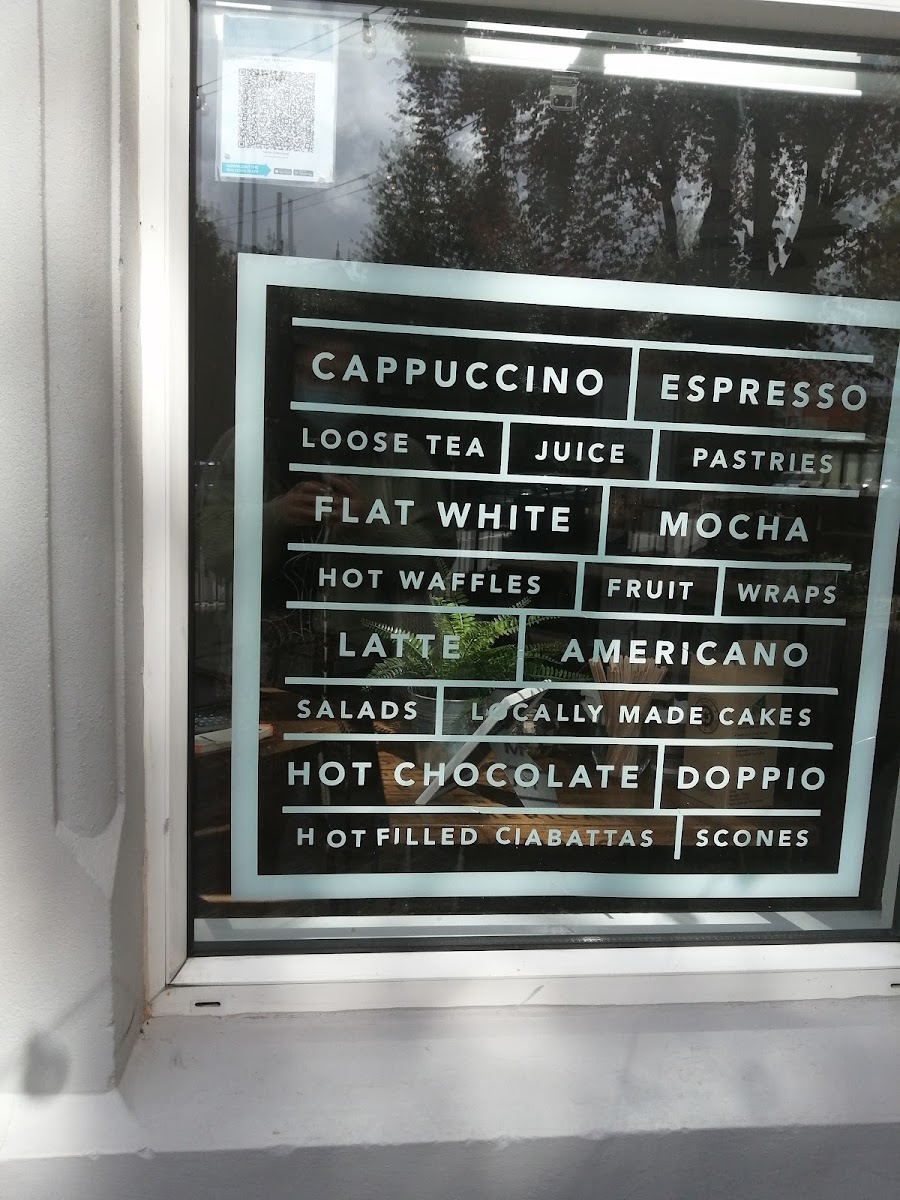 CAPPUCCINO ESPRESSO
LOOSE TEA JUICE PASTRIES
FLAT WHITE MOCHA
HOT WAFFLES FRUIT WRAPS
LATTE AMERICANO
SALADS LOCALLY MADE CAKES
HOT CHOCOLATE DOPPIO
HOT FILLED CIABATTAS SCONES